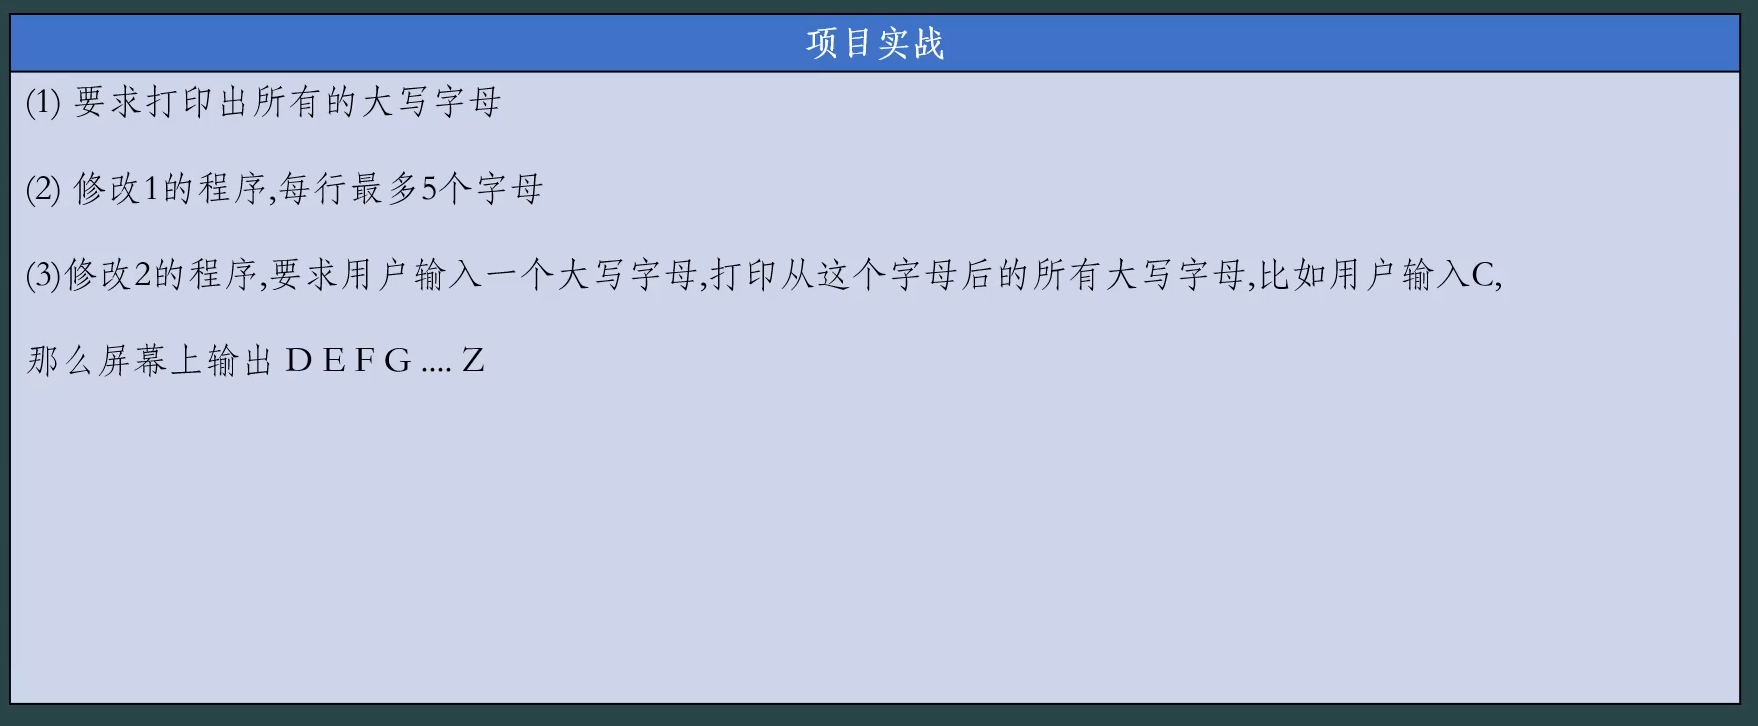 项目实战
(1) 要求打印出所有的大写字母
(2) 修改1的程序,每行最多5个字母
(3)修改2的程序,要求用户输入一个大写字母,打印从这个字母后的所有大写字母,比如用户输入C,
那么屏幕上输出 D E F G .... Z